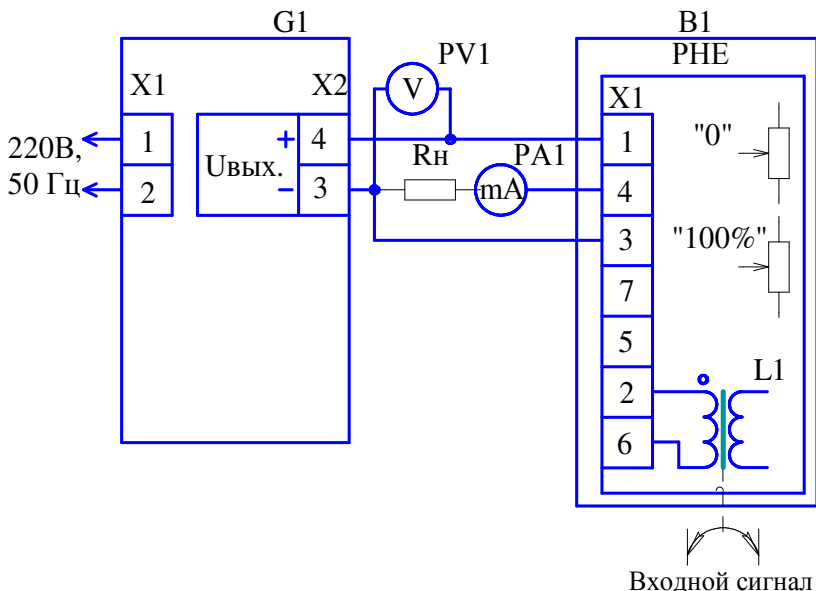 G1
B1
PV1
PHE
X1
X2
V
X1
1
+
4
1
"0"
220В,
Uвых.
Rн
PA1
50 Гц
2
-
3
mA
4
3
"100%"
7
5
2
L1
6
Входной сигнал